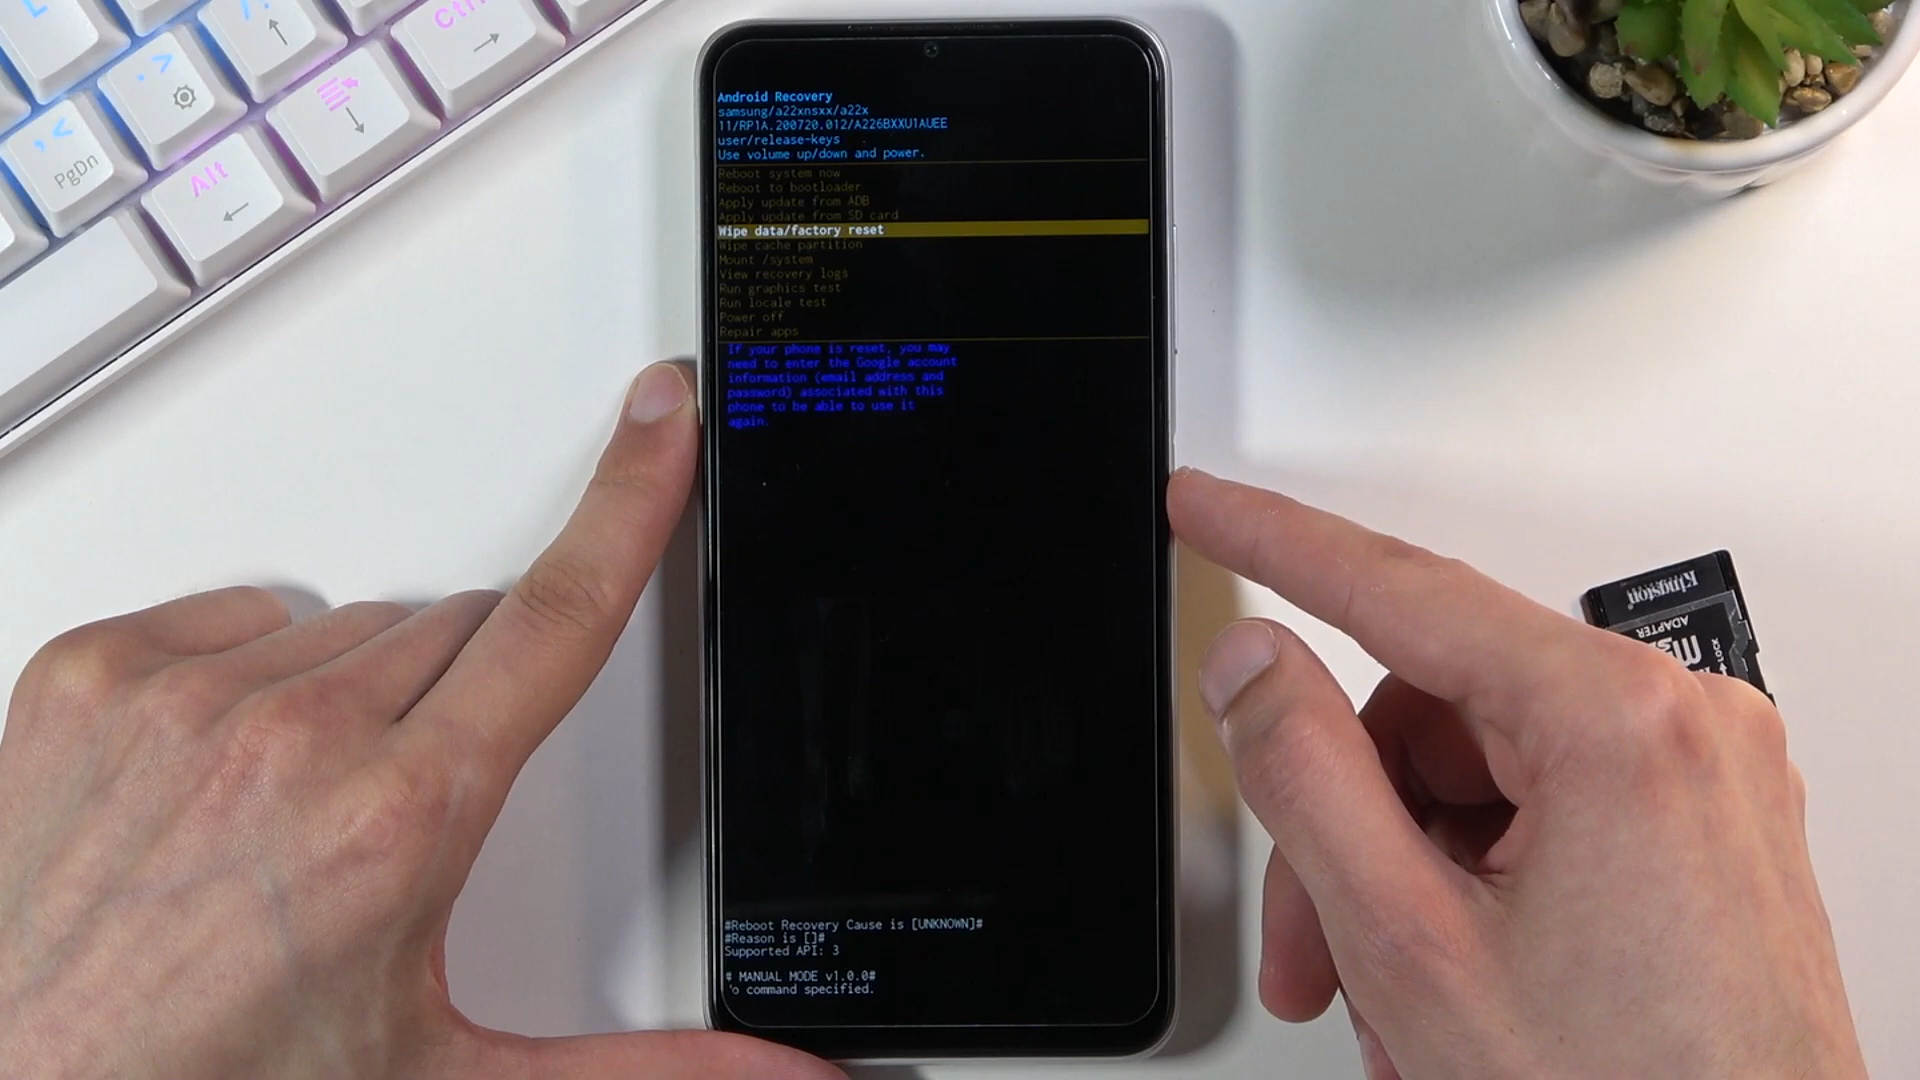 L
Ctrl
PgDn
Alt
Android Recovery
samsung/a22xnsxx/a22x
11/RP1A.200720.012/A226BXXU1AUEE
user/release-keys
Use volume up/down and power.
Reboot system now
Reboot to bootloader
Apply update from ADB
Apply update from SD card
Wipe data/factory reset
Wipe cache partition
Mount /system
View recovery logs
Run graphics test
Run locale test
Power off
Repair apps
If your phone is reset, you may
need to enter the Google account
information (email address and
password) associated with this
phone to be able to use it
again.
#Reboot Recovery Cause is [UNKNOWN]#
#Reason is []#
Supported API: 3
# MANUAL MODE v1.0.0#
o command specified.
Kingston
ADAPTER
LOCK